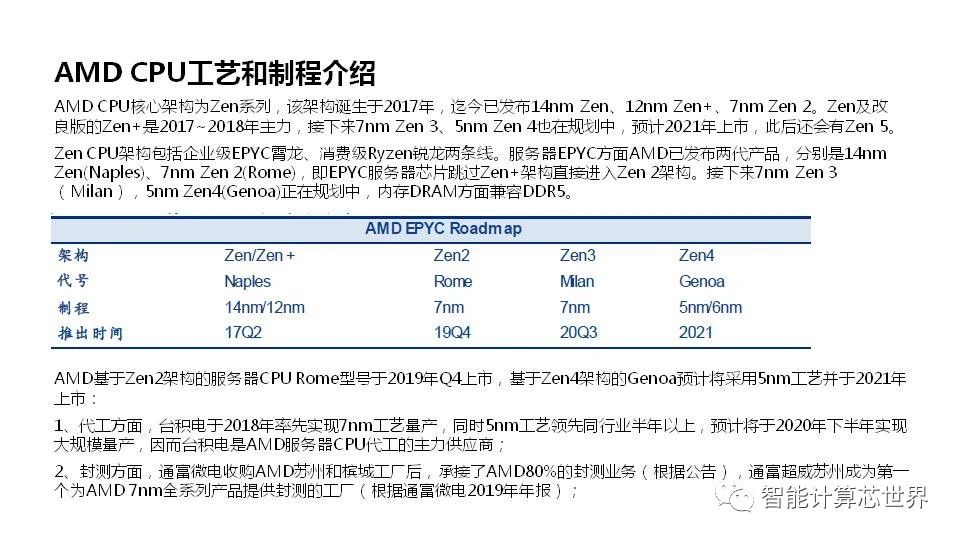 AMD CPU工艺和制程介绍
AMD CPU核心架构为Zen系列，该架构诞生于2017年，迄今已发布14nm Zen、12nm Zen+、7nm Zen 2。Zen及改
良版的Zen+是2017~2018年主力，接下来7nm Zen 3、5nm Zen 4也在规划中，预计2021年上市，此后还会有Zen 5。
Zen CPU架构包括企业级EPYC霄龙、消费级Ryzen锐龙两条线。服务器EPYC方面AMD已发布两代产品，分别是14nm
Zen(Naples)、7nm Zen 2(Rome)，即EPYC服务器芯片跳过Zen+架构直接进入Zen 2架构。接下来7nm Zen 3
（Milan），5nm Zen4(Genoa)正在规划中，内存DRAM方面兼容DDR5。
AMD EPYC Roadmap
架构 Zen/Zen + Zen2 Zen3 Zen4
代号 Naples Rome Milan Genoa
制程 14nm/12nm 7nm 7nm 5nm/6nm
推出时间 17Q2 19Q4 20Q3 2021
AMD基于Zen2架构的服务器CPU Rome型号于2019年Q4上市，基于Zen4架构的Genoa预计将采用5nm工艺并于2021年
上市：
1、代工方面，台积电于2018年率先实现7nm工艺量产，同时5nm工艺领先同行业半年以上，预计将于2020年下半年实现
大规模量产，因而台积电是AMD服务器CPU代工的主力供应商；
2、封测方面，通富微电收购AMD苏州和槟城工厂后，承接了AMD80%的封测业务（根据公告），通富超威苏州成为第一
个为AMD 7nm全系列产品提供封测的工厂（根据通富微电2019年年报）；
智能计算芯世界